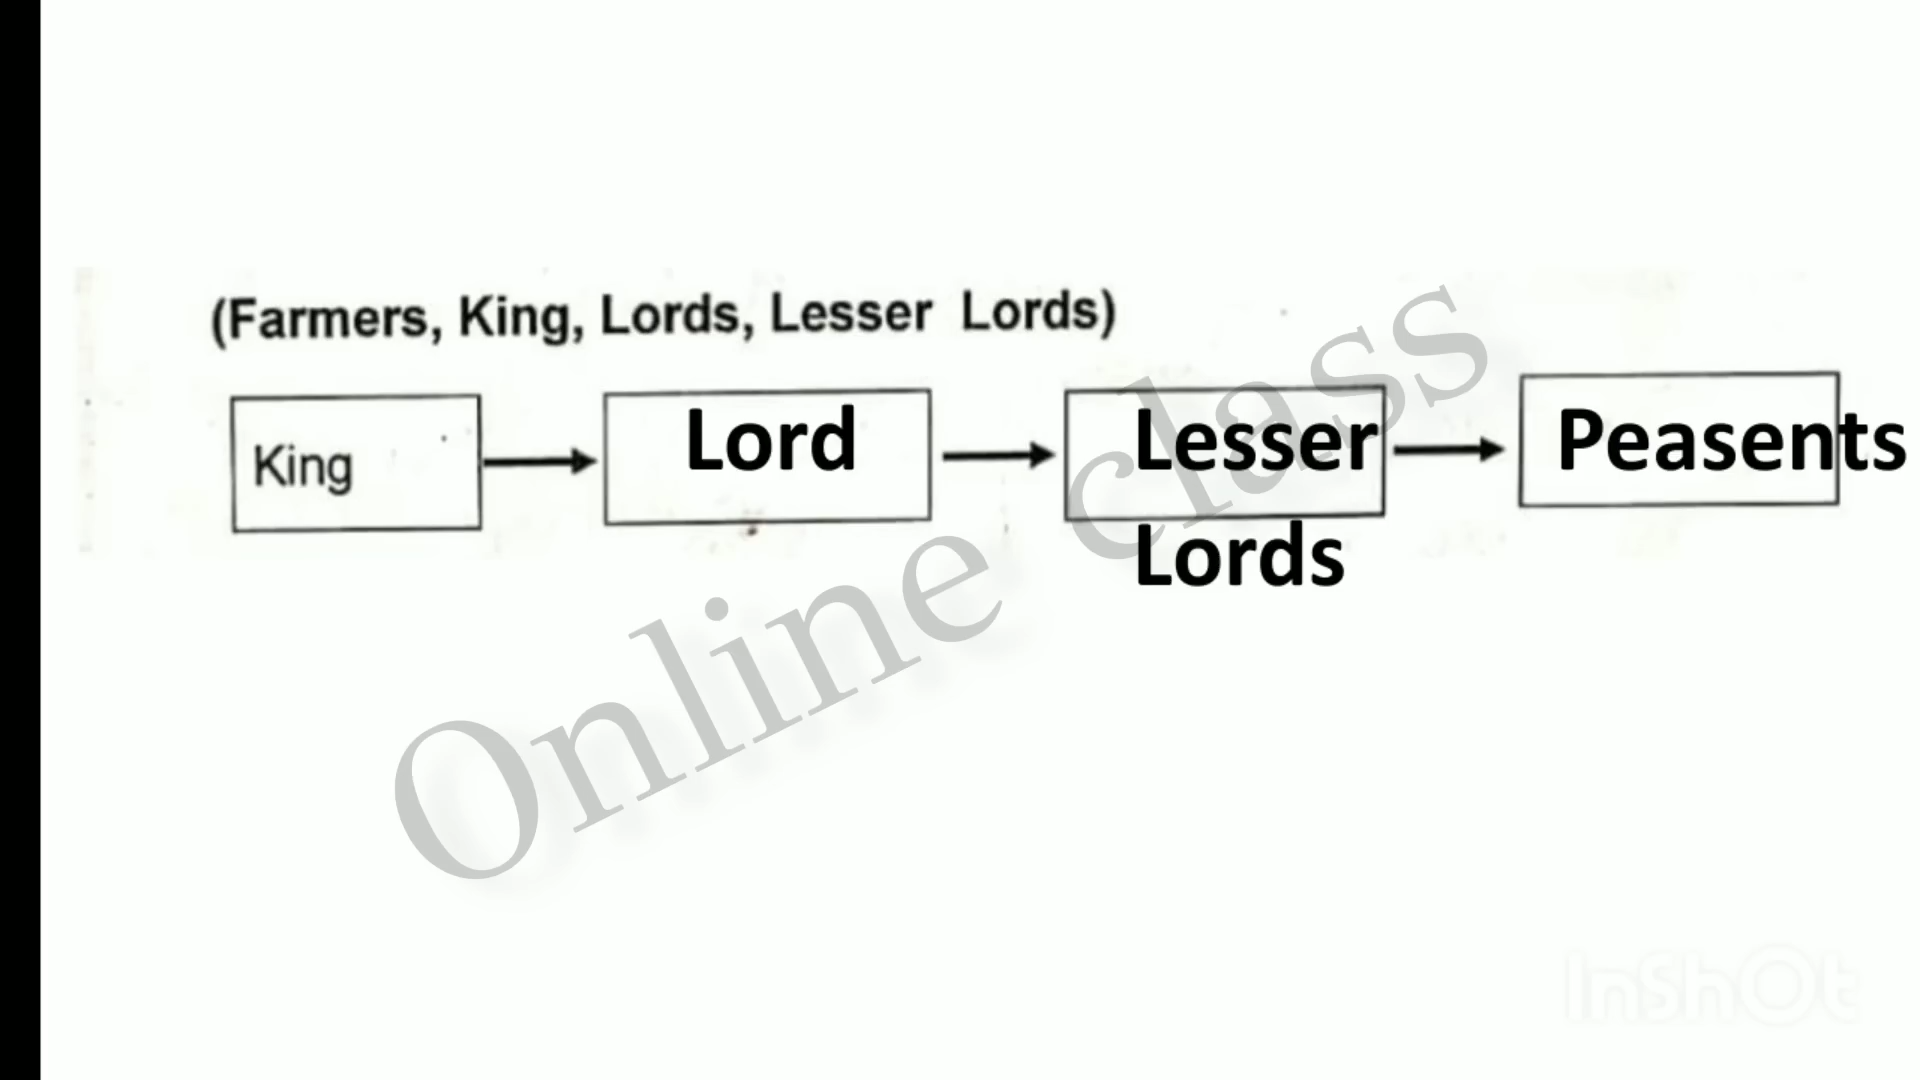 (Farmers, King, Lords, Lesser Lords)
King Lord Lesser Peasents
Lords
Online class
InShOt